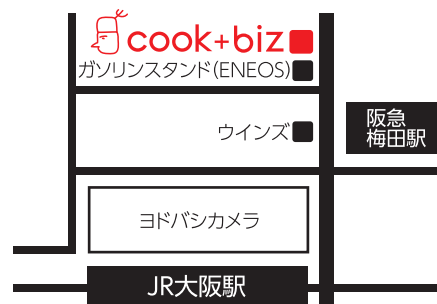 cook+biz
ガソリンスタンド(ENEOS)
ウインズ
阪急
梅田駅
ヨドバシカメラ
JR大阪駅